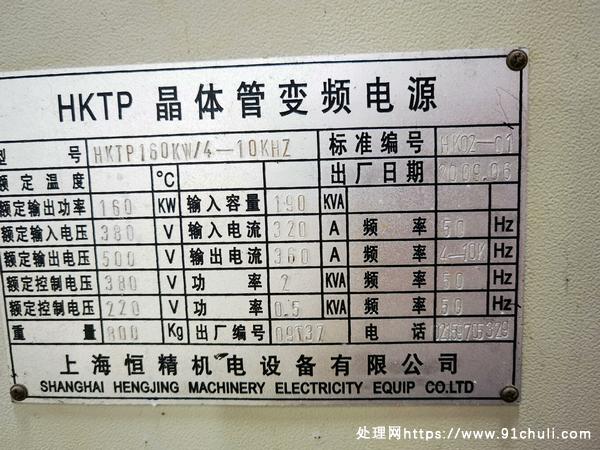 HKTP 晶体管变频电源
型号 HKTP160KW/4-10KHZ 标准编号 HK02-01
额定温度 ℃ 出厂日期 2009.06
额定输出功率 160 KW 输入容量 190 KVA
额定输入电压 380 V 输入电流 320 A 频率 50 Hz
额定输出电压 500 V 输出电流 360 A 频率 4-10K Hz
额定控制电压 380 V 功率 2 KVA 频率 50 Hz
额定控制电压 220 V 功率 0.5 KVA 频率 50 Hz
重量 800 Kg 出厂编号 电话
上海恒精机电设备有限公司
SHANGHAI HENGJING MACHINERY ELECTRICITY EQUIP CO.LTD
处理网https://www.91chuli.com/